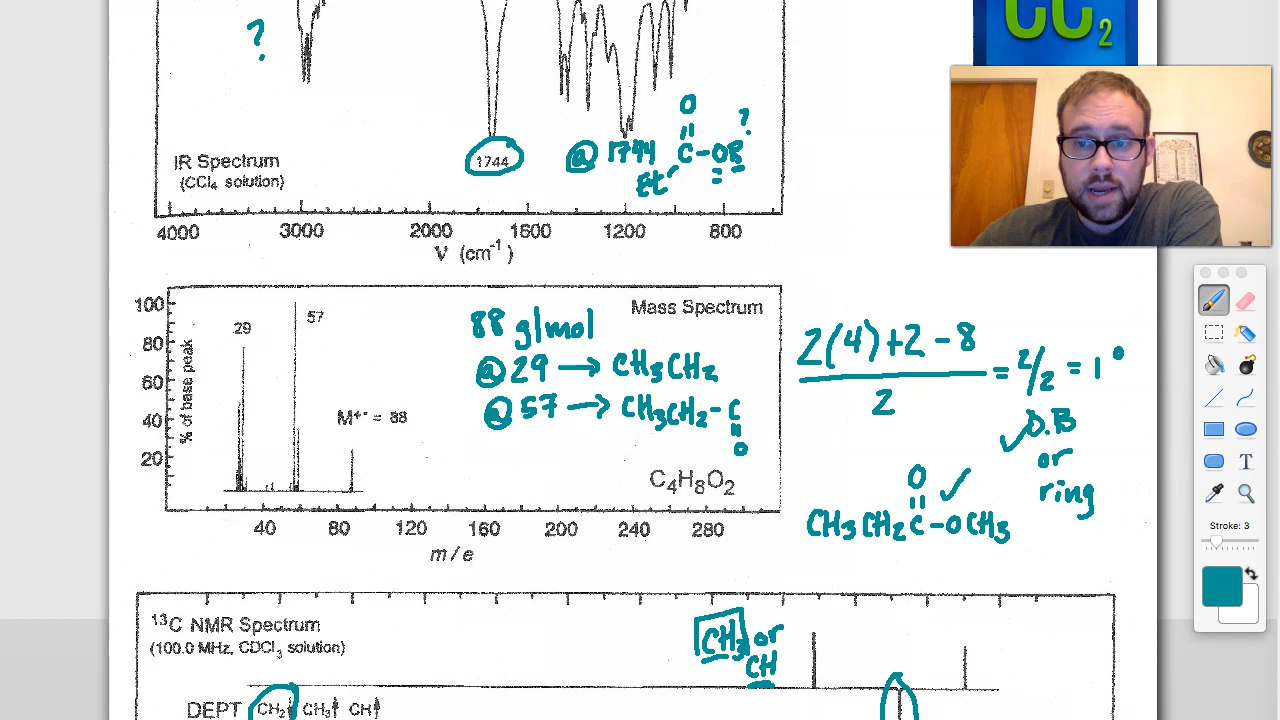 CC2
?
O
?
1744
@ 1744 C-OR
Et
IR Spectrum
(CCl4 solution)
4000 3000 2000 1600 1200 800
V (cm-1)
100
80
60
40
20
% of base peak
29
57
M+· = 88
Mass Spectrum
88 g/mol
@ 29 → CH3CH2
@ 57 → CH3CH2-C
O
C4H8O2
40 80 120 160 200 240 280
m/e
2(4)+2-8
2
= 2/2 = 1°
✓ D.B
or
ring
O ✓
CH3CH2C-OCH3
Stroke: 3
T
13C NMR Spectrum
(100.0 MHz, CDCl3 solution)
CH3 or
CH
DEPT CH2 CH3 CH